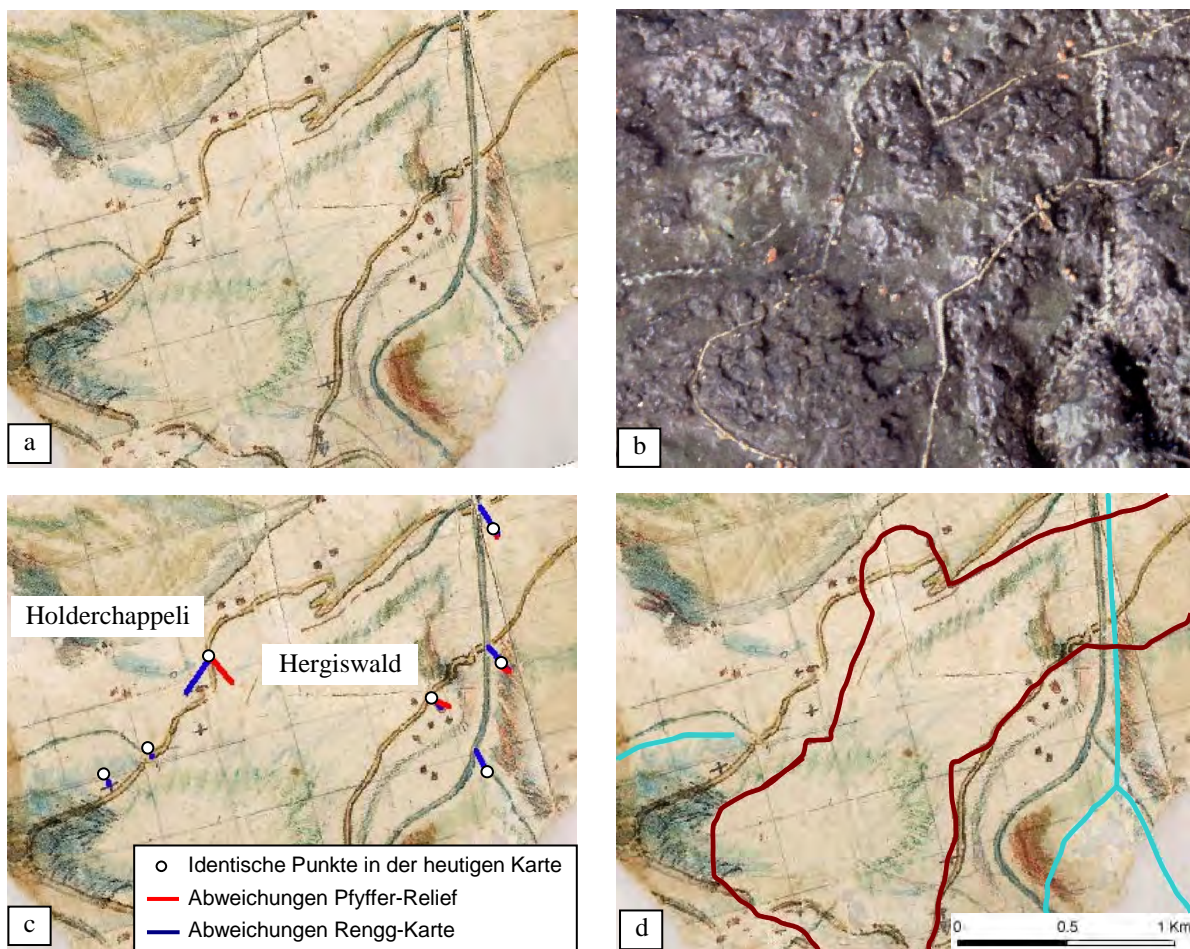 a
b
Holderchappeli
Hergiswald
Identische Punkte in der heutigen Karte
Abweichungen Pfyffer-Relief
Abweichungen Rengg-Karte
c
d
0 0.5 1 Km